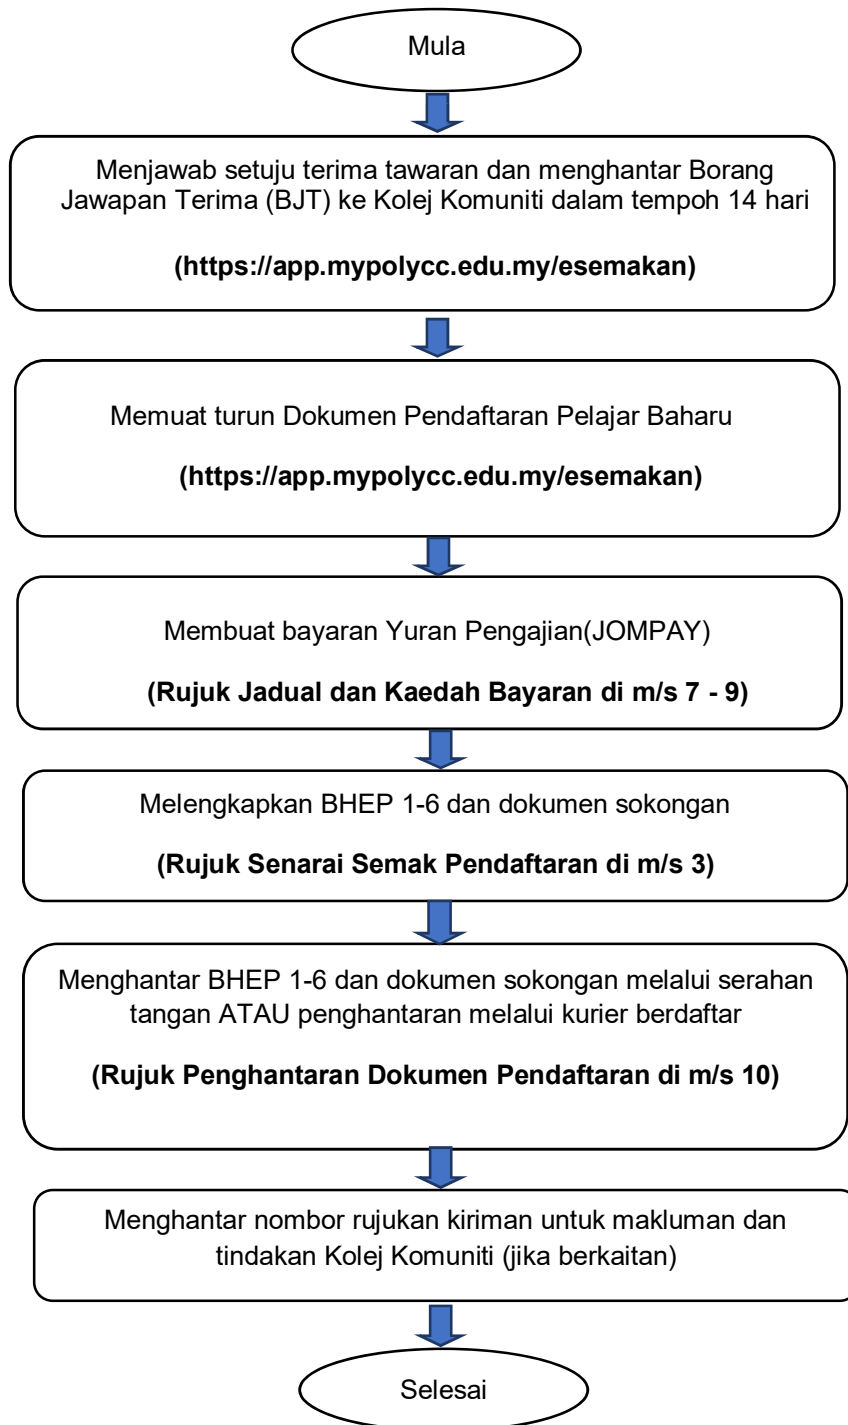 Mula
Menjawab setuju terima tawaran dan menghantar Borang
Jawapan Terima (BJT) ke Kolej Komuniti dalam tempoh 14 hari
(https://app.mypolycc.edu.my/esemakan)
Memuat turun Dokumen Pendaftaran Pelajar Baharu
(https://app.mypolycc.edu.my/esemakan)
Membuat bayaran Yuran Pengajian(JOMPAY)
(Rujuk Jadual dan Kaedah Bayaran di m/s 7 - 9)
Melengkapkan BHEP 1-6 dan dokumen sokongan
(Rujuk Senarai Semak Pendaftaran di m/s 3)
Menghantar BHEP 1-6 dan dokumen sokongan melalui serahan
tangan ATAU penghantaran melalui kurier berdaftar
(Rujuk Penghantaran Dokumen Pendaftaran di m/s 10)
Menghantar nombor rujukan kiriman untuk makluman dan
tindakan Kolej Komuniti (jika berkaitan)
Selesai